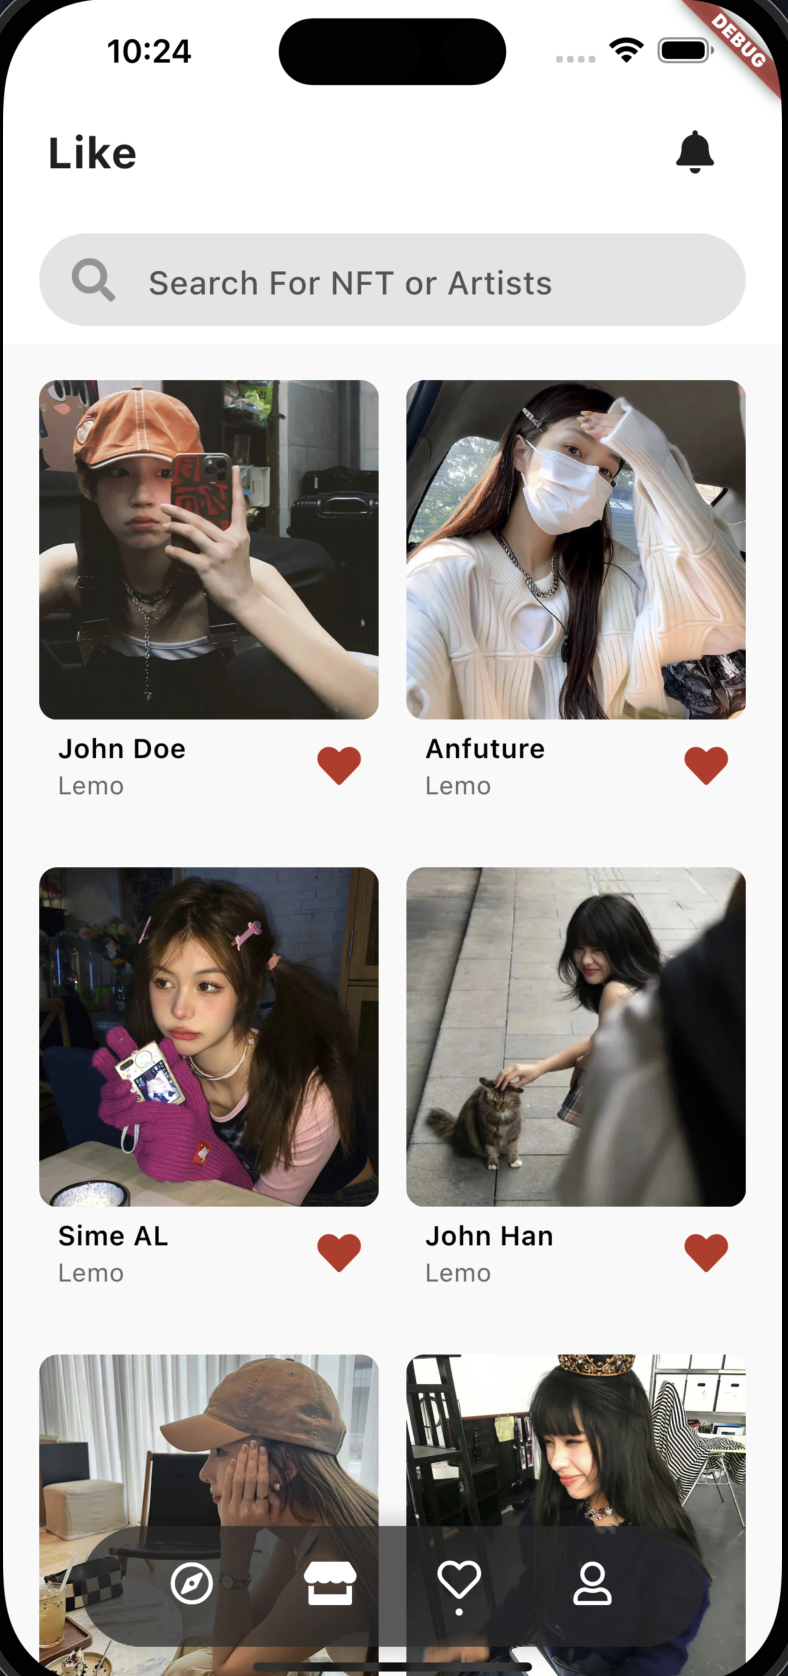 10:24
DEBUG
Like
Search For NFT or Artists
John Doe
Lemo
Anfuture
Lemo
Sime AL
Lemo
John Han
Lemo